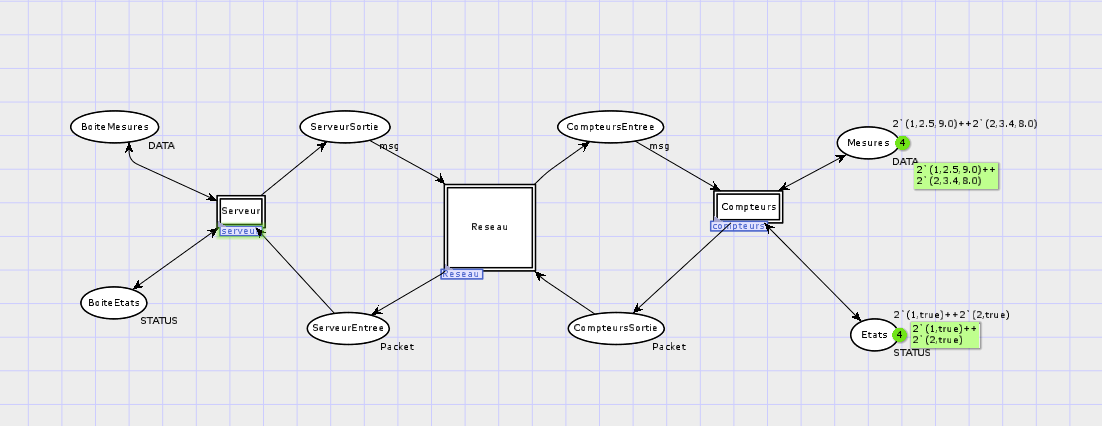 BoiteMesures
DATA
ServeurSortie
msg
CompteursEntree
msg
2`(1,2.5,9.0)++2`(2,3.4,8.0)
Mesures
4
DATA
2`(1,2.5,9.0)++
2`(2,3.4,8.0)
Serveur
serveur
Reseau
Reseau
Compteurs
compteurs
BoiteEtats
STATUS
ServeurEntree
Packet
CompteursSortie
Packet
2`(1,true)++2`(2,true)
Etats
4
2`(1,true)++
2`(2,true)
STATUS